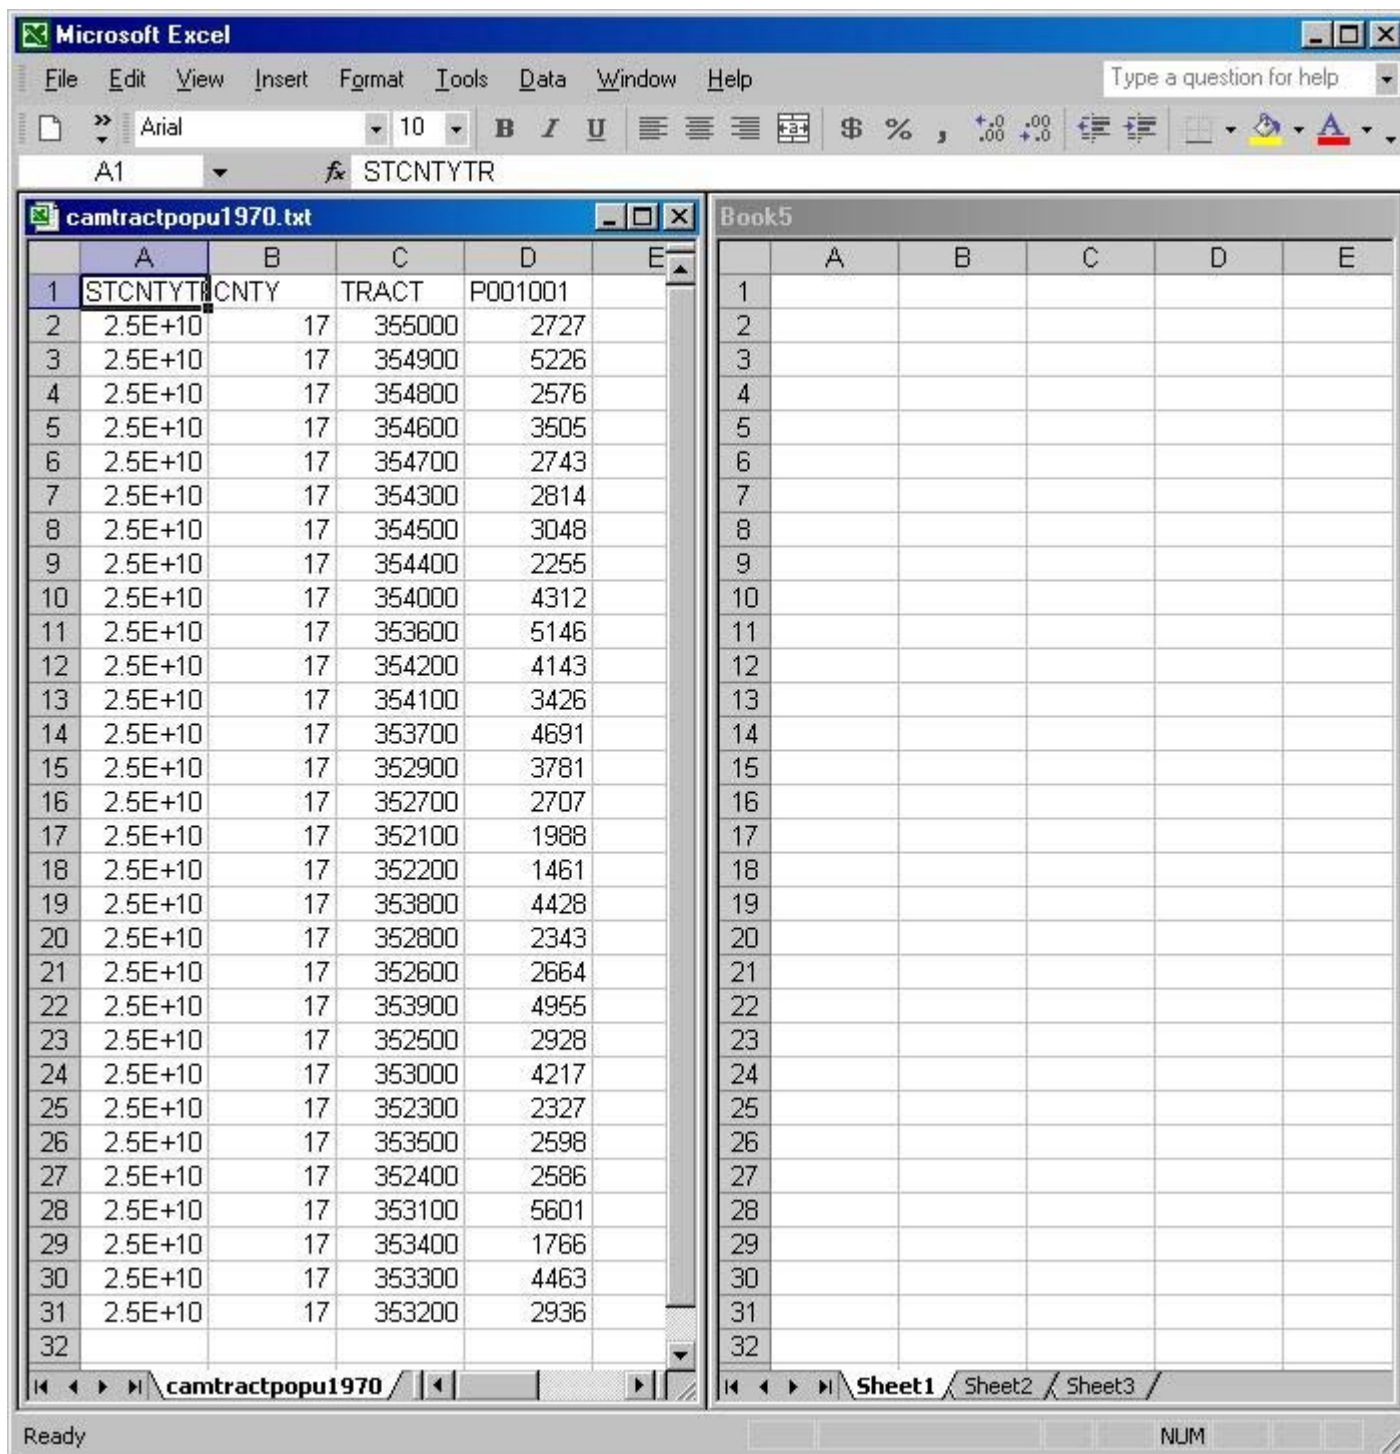 Microsoft Excel
File Edit View Insert Format Tools Data Window Help Type a question for help
» Arial 10 B I U $ % ,
A1 fx STCNTYTR
camtractpopu1970.txt Book5
A B C D E A B C D E
1 STCNTYTR CNTY TRACT P001001 1
2 2.5E+10 17 355000 2727 2
3 2.5E+10 17 354900 5226 3
4 2.5E+10 17 354800 2576 4
5 2.5E+10 17 354600 3505 5
6 2.5E+10 17 354700 2743 6
7 2.5E+10 17 354300 2814 7
8 2.5E+10 17 354500 3048 8
9 2.5E+10 17 354400 2255 9
10 2.5E+10 17 354000 4312 10
11 2.5E+10 17 353600 5146 11
12 2.5E+10 17 354200 4143 12
13 2.5E+10 17 354100 3426 13
14 2.5E+10 17 353700 4691 14
15 2.5E+10 17 352900 3781 15
16 2.5E+10 17 352700 2707 16
17 2.5E+10 17 352100 1988 17
18 2.5E+10 17 352200 1461 18
19 2.5E+10 17 353800 4428 19
20 2.5E+10 17 352800 2343 20
21 2.5E+10 17 352600 2664 21
22 2.5E+10 17 353900 4955 22
23 2.5E+10 17 352500 2928 23
24 2.5E+10 17 353000 4217 24
25 2.5E+10 17 352300 2327 25
26 2.5E+10 17 353500 2598 26
27 2.5E+10 17 352400 2586 27
28 2.5E+10 17 353100 5601 28
29 2.5E+10 17 353400 1766 29
30 2.5E+10 17 353300 4463 30
31 2.5E+10 17 353200 2936 31
32 32
camtractpopu1970 Sheet1 Sheet2 Sheet3
Ready NUM